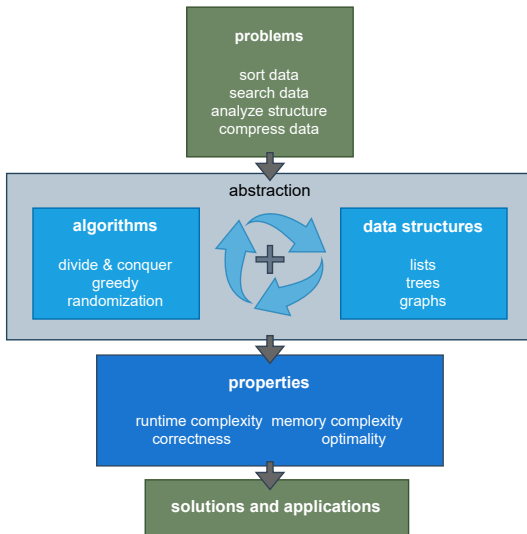 problems
sort data
search data
analyze structure
compress data
abstraction
algorithms
divide & conquer
greedy
randomization
data structures
lists
trees
graphs
properties
runtime complexity memory complexity
correctness optimality
solutions and applications